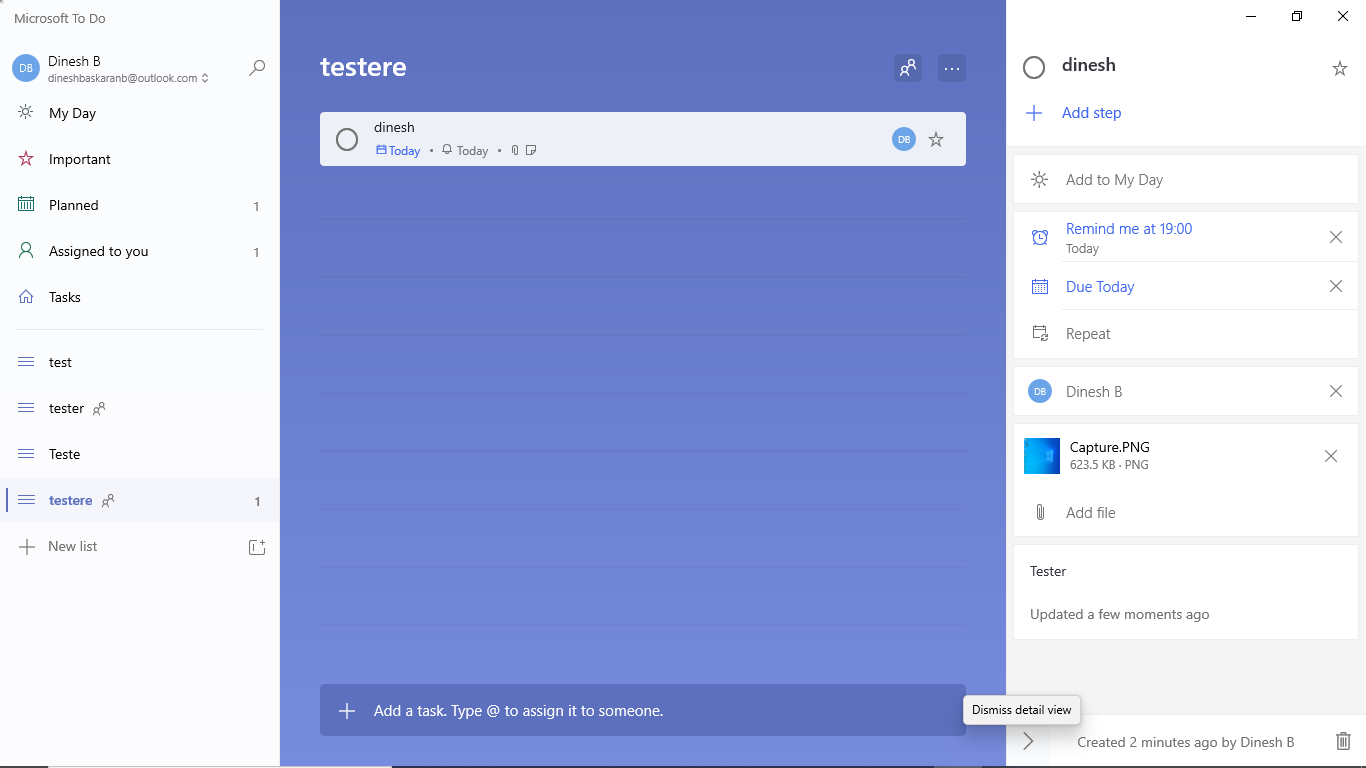 Microsoft To Do
DB
Dinesh B
dineshbaskaranb@outlook.com
My Day
Important
Planned
1
Assigned to you
1
Tasks
test
tester
Teste
testere
1
New list
testere
dinesh
Today • Today •
DB
Add a task. Type @ to assign it to someone.
dinesh
Add step
Add to My Day
Remind me at 19:00
Today
Due Today
Repeat
DB
Dinesh B
Capture.PNG
623.5 KB · PNG
Add file
Tester
Updated a few moments ago
Dismiss detail view
Created 2 minutes ago by Dinesh B